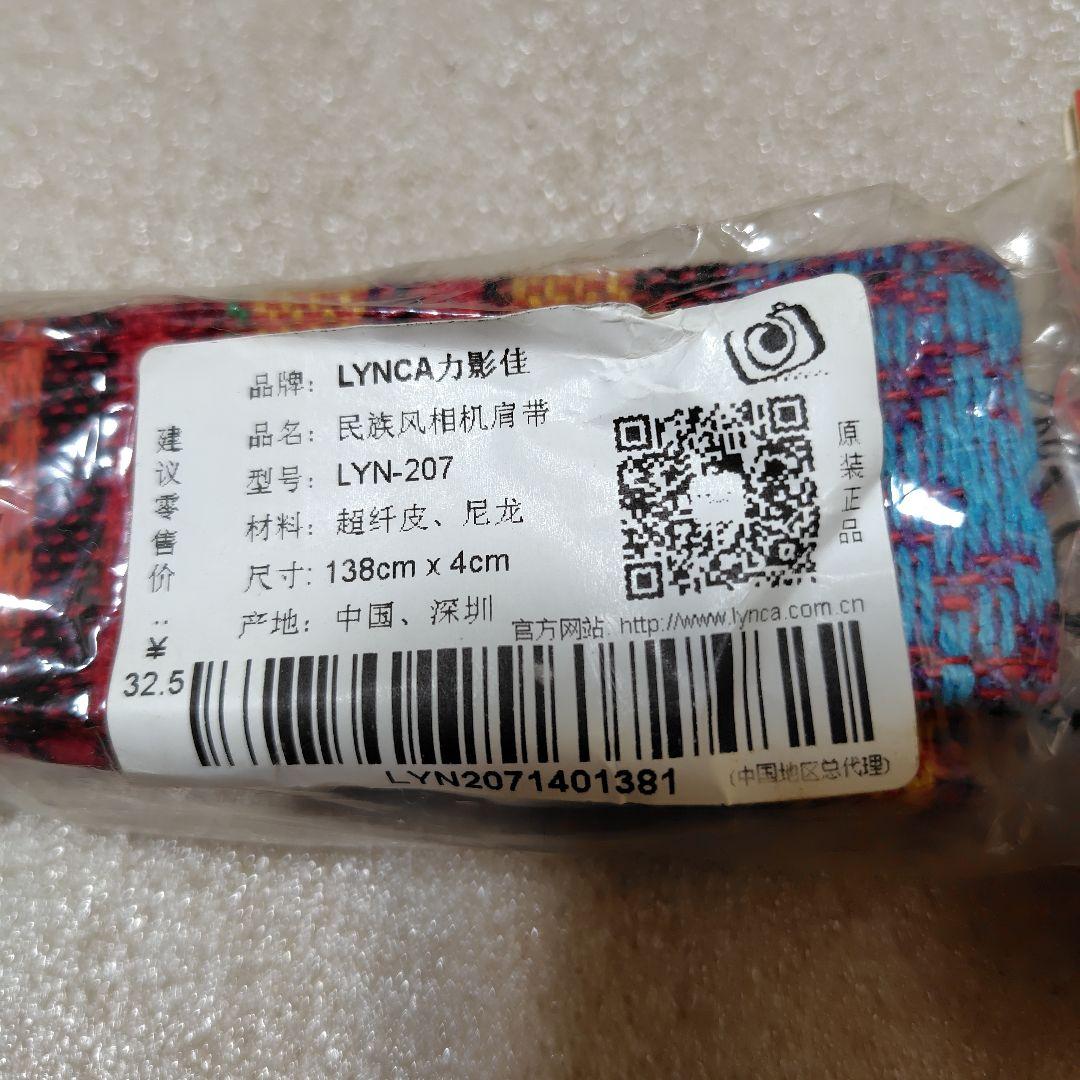 品牌: LYNCA力影佳
品名: 民族风相机肩带
型号: LYN-207
材料: 超纤皮、尼龙
尺寸: 138cm x 4cm
产地: 中国、深圳
建议零售价:
32.5
原装正品
官方网站: http://www.lynca.com.cn
LYN2071401381
(中国地区总代理)